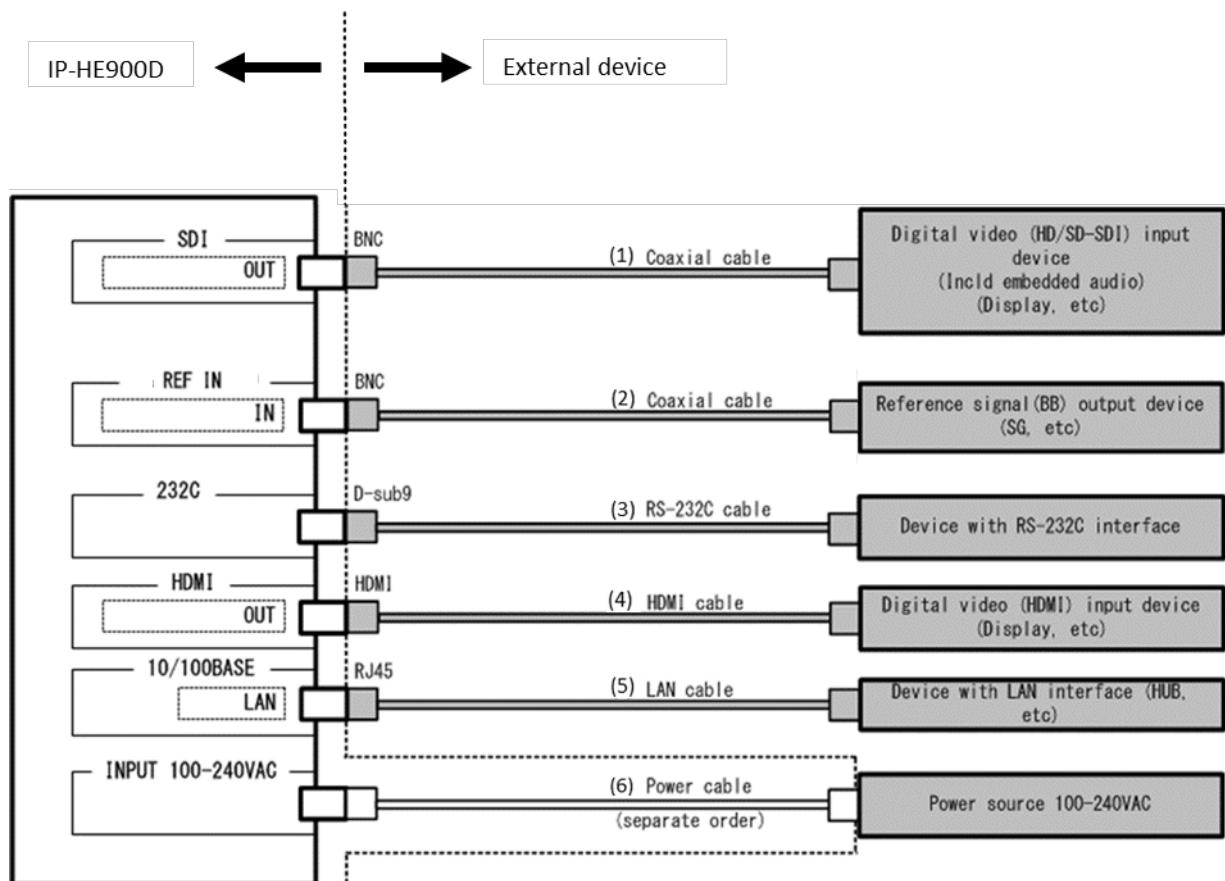 IP-HE900D
External device
SDI
OUT
BNC
(1) Coaxial cable
Digital video (HD/SD-SDI) input
device
(Incld embedded audio)
(Display, etc)
REF IN
IN
BNC
(2) Coaxial cable
Reference signal(BB) output device
(SG, etc)
232C
D-sub9
(3) RS-232C cable
Device with RS-232C interface
HDMI
OUT
HDMI
(4) HDMI cable
Digital video (HDMI) input device
(Display, etc)
10/100BASE
LAN
RJ45
(5) LAN cable
Device with LAN interface (HUB,
etc)
INPUT 100-240VAC
(6) Power cable
(separate order)
Power source 100-240VAC